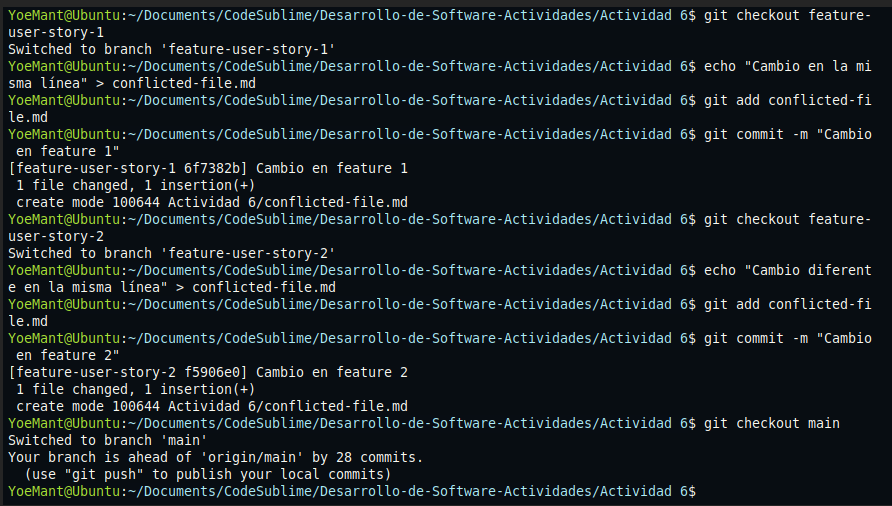 YoeMant@Ubuntu:~/Documents/CodeSublime/Desarrollo-de-Software-Actividades/Actividad 6$ git checkout feature-
user-story-1
Switched to branch 'feature-user-story-1'
YoeMant@Ubuntu:~/Documents/CodeSublime/Desarrollo-de-Software-Actividades/Actividad 6$ echo "Cambio en la mi
sma línea" > conflicted-file.md
YoeMant@Ubuntu:~/Documents/CodeSublime/Desarrollo-de-Software-Actividades/Actividad 6$ git add conflicted-fi
le.md
YoeMant@Ubuntu:~/Documents/CodeSublime/Desarrollo-de-Software-Actividades/Actividad 6$ git commit -m "Cambio
 en feature 1"
[feature-user-story-1 6f7382b] Cambio en feature 1
 1 file changed, 1 insertion(+)
 create mode 100644 Actividad 6/conflicted-file.md
YoeMant@Ubuntu:~/Documents/CodeSublime/Desarrollo-de-Software-Actividades/Actividad 6$ git checkout feature-
user-story-2
Switched to branch 'feature-user-story-2'
YoeMant@Ubuntu:~/Documents/CodeSublime/Desarrollo-de-Software-Actividades/Actividad 6$ echo "Cambio diferent
e en la misma línea" > conflicted-file.md
YoeMant@Ubuntu:~/Documents/CodeSublime/Desarrollo-de-Software-Actividades/Actividad 6$ git add conflicted-fi
le.md
YoeMant@Ubuntu:~/Documents/CodeSublime/Desarrollo-de-Software-Actividades/Actividad 6$ git commit -m "Cambio
 en feature 2"
[feature-user-story-2 f5906e0] Cambio en feature 2
 1 file changed, 1 insertion(+)
 create mode 100644 Actividad 6/conflicted-file.md
YoeMant@Ubuntu:~/Documents/CodeSublime/Desarrollo-de-Software-Actividades/Actividad 6$ git checkout main
Switched to branch 'main'
Your branch is ahead of 'origin/main' by 28 commits.
  (use "git push" to publish your local commits)
YoeMant@Ubuntu:~/Documents/CodeSublime/Desarrollo-de-Software-Actividades/Actividad 6$